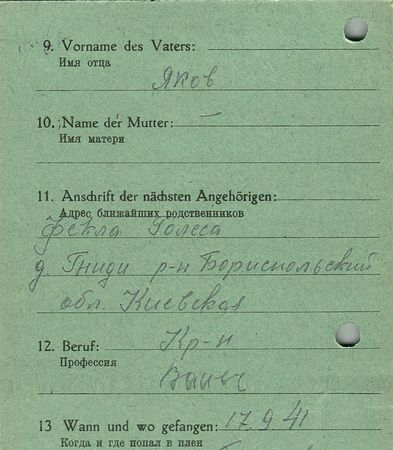 9. Vorname des Vaters:
Имя отца
Яков
10. Name der Mutter: —
Имя матери
11. Anschrift der nächsten Angehörigen:
Адрес ближайших родственников
Фекла Голеса
д. Гниди р-н Бориспольский
обл. Киевская
12. Beruf: Кр-н
Профессия
13 Wann und wo gefangen: 17.9.41
Когда и где попал в плен